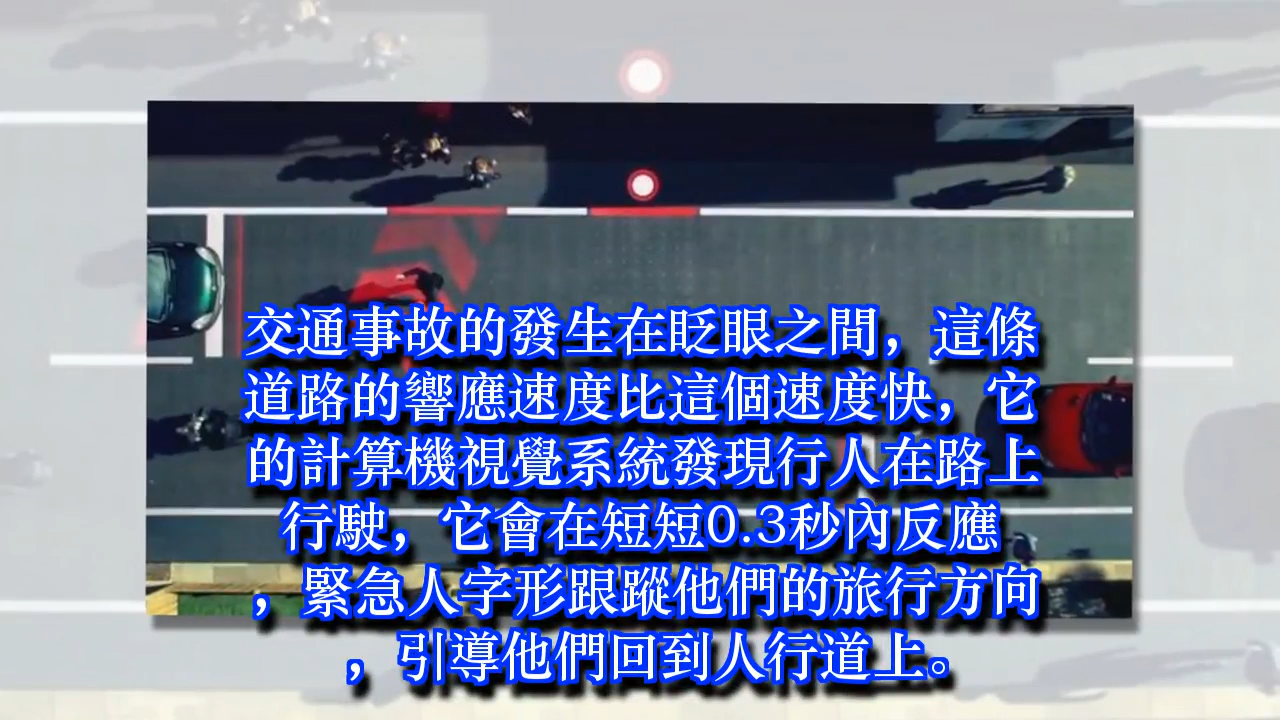 交通事故的發生在眨眼之間，這條
道路的響應速度比這個速度快，它
的計算機視覺系統發現行人在路上
行駛，它會在短短0.3秒內反應
，緊急人字形跟蹤他們的旅行方向
，引導他們回到人行道上。